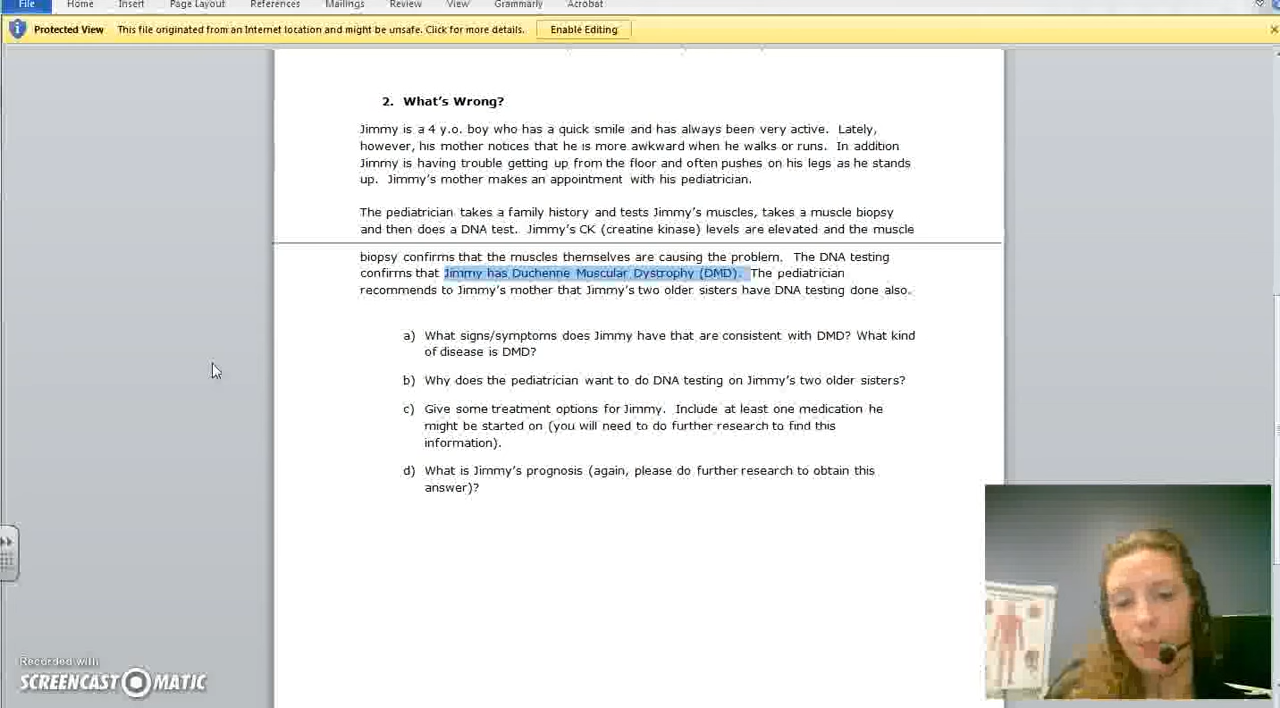 File Home Insert Page Layout References Mailings Review View Grammarly Acrobat
Protected View This file originated from an Internet location and might be unsafe. Click for more details. Enable Editing
2. What's Wrong?
Jimmy is a 4 y.o. boy who has a quick smile and has always been very active. Lately,
however, his mother notices that he is more awkward when he walks or runs. In addition
Jimmy is having trouble getting up from the floor and often pushes on his legs as he stands
up. Jimmy's mother makes an appointment with his pediatrician.
The pediatrician takes a family history and tests Jimmy's muscles, takes a muscle biopsy
and then does a DNA test. Jimmy's CK (creatine kinase) levels are elevated and the muscle
biopsy confirms that the muscles themselves are causing the problem. The DNA testing
confirms that Jimmy has Duchenne Muscular Dystrophy (DMD). The pediatrician
recommends to Jimmy's mother that Jimmy's two older sisters have DNA testing done also.
a) What signs/symptoms does Jimmy have that are consistent with DMD? What kind
of disease is DMD?
b) Why does the pediatrician want to do DNA testing on Jimmy's two older sisters?
c) Give some treatment options for Jimmy. Include at least one medication he
might be started on (you will need to do further research to find this
information).
d) What is Jimmy's prognosis (again, please do further research to obtain this
answer)?
Recorded with
SCREENCAST MATIC